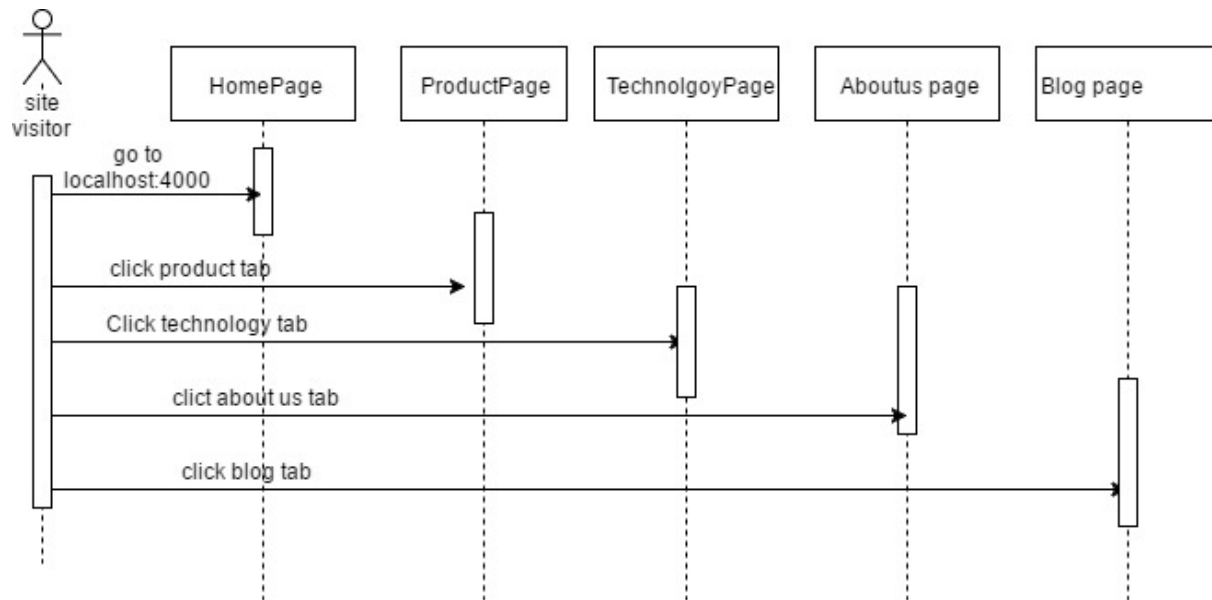 HomePage
ProductPage
TechnolgoyPage
Aboutus page
Blog page
site
visitor
go to
localhost:4000
click product tab
Click technology tab
clict about us tab
click blog tab